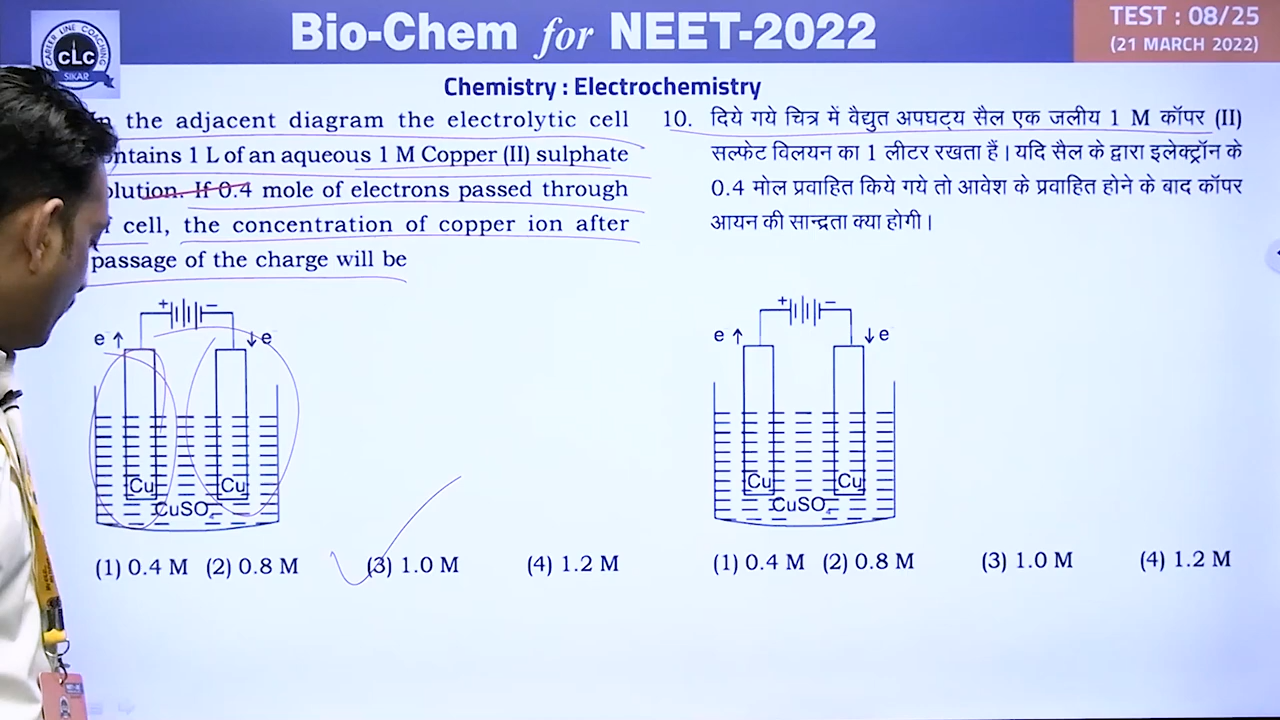 Bio-Chem for NEET-2022
TEST : 08/25
(21 MARCH 2022)
CAREER LINE COACHING
CLC
SIKAR
Chemistry : Electrochemistry
the adjacent diagram the electrolytic cell
1 L of an aqueous 1 M Copper (II) sulphate
If 0.4 mole of electrons passed through
cell, the concentration of copper ion after
passage of the charge will be
+ −
e ↑ ↓ e
Cu Cu
CuSO4
(1) 0.4 M (2) 0.8 M (3) 1.0 M (4) 1.2 M
10. दिये गये चित्र में वैद्युत अपघट्य सैल एक जलीय 1 M कॉपर (II)
सल्फेट विलयन का 1 लीटर रखता हैं। यदि सैल के द्वारा इलेक्ट्रॉन के
0.4 मोल प्रवाहित किये गये तो आवेश के प्रवाहित होने के बाद कॉपर
आयन की सान्द्रता क्या होगी।
+ −
e ↑ ↓ e
Cu Cu
CuSO4
(1) 0.4 M (2) 0.8 M (3) 1.0 M (4) 1.2 M